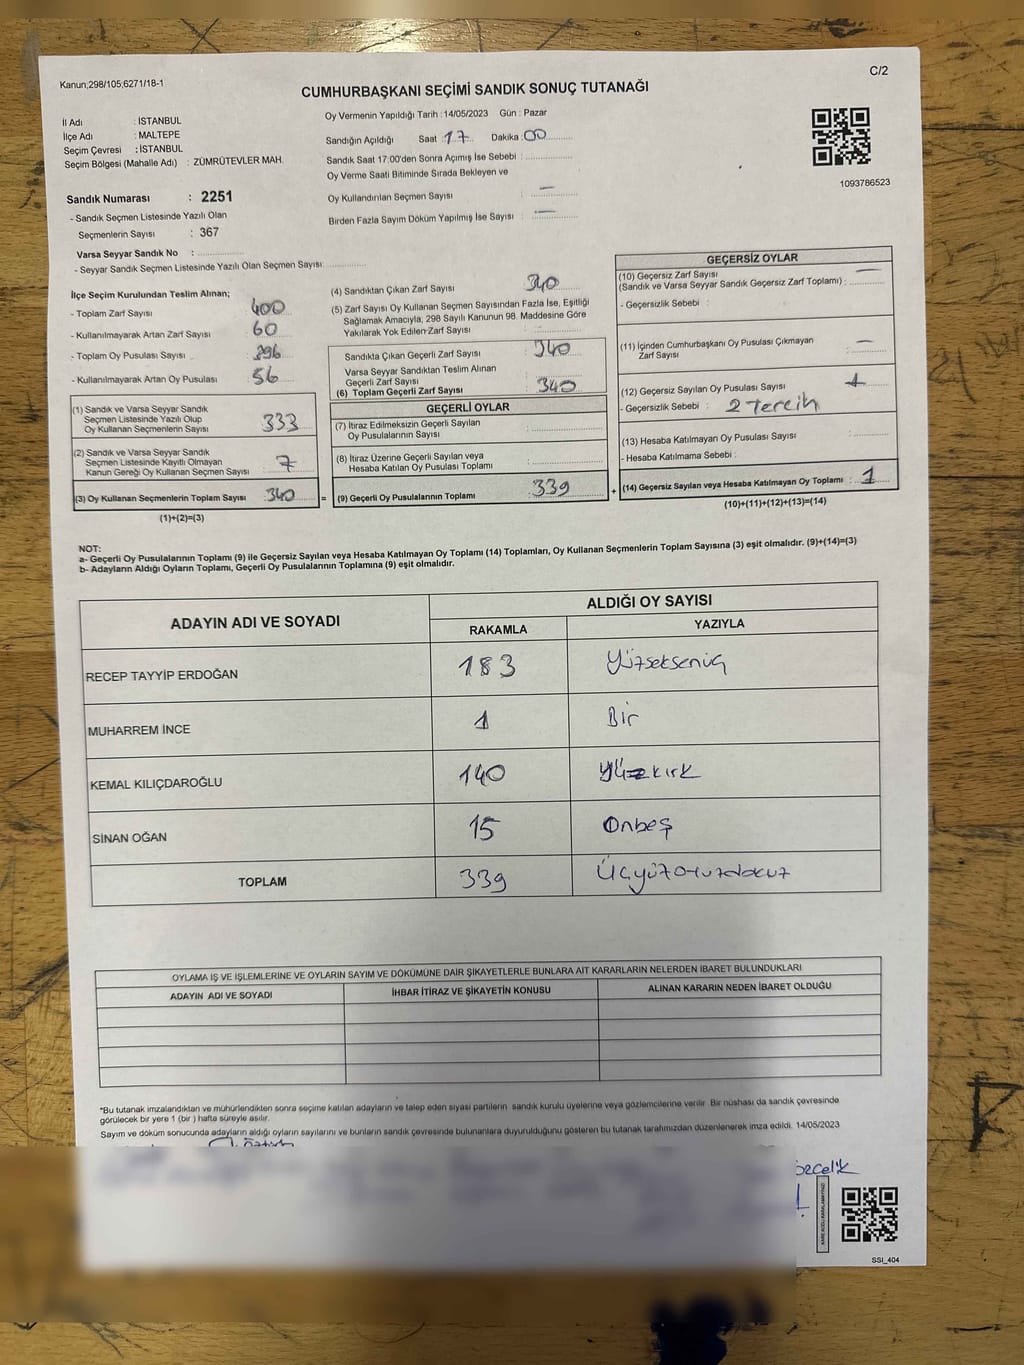 Kanun;298/105;6271/18-1
C/2
CUMHURBAŞKANI SEÇİMİ SANDIK SONUÇ TUTANAĞI
İl Adı : İSTANBUL
İlçe Adı : MALTEPE
Seçim Çevresi : İSTANBUL
Seçim Bölgesi (Mahalle Adı) : ZÜMRÜTEVLER MAH.
Oy Vermenin Yapıldığı Tarih : 14/05/2023 Gün : Pazar
Sandığın Açıldığı Saat 17 Dakika : 00
Sandık Saat 17:00'den Sonra Açımış İse Sebebi :
Oy Verme Saati Bitiminde Sırada Bekleyen ve
Oy Kullandırılan Seçmen Sayısı : —
Birden Fazla Sayım Döküm Yapılmış İse Sayısı : —
1093786523
Sandık Numarası : 2251
- Sandık Seçmen Listesinde Yazılı Olan
Seçmenlerin Sayısı : 367
Varsa Seyyar Sandık No :
- Seyyar Sandık Seçmen Listesinde Yazılı Olan Seçmen Sayısı:
İlçe Seçim Kurulundan Teslim Alınan;
- Toplam Zarf Sayısı : 400
- Kullanılmayarak Artan Zarf Sayısı : 60
- Toplam Oy Pusulası Sayısı : 396
- Kullanılmayarak Artan Oy Pusulası : 56
(1) Sandık ve Varsa Seyyar Sandık
Seçmen Listesinde Yazılı Olup
Oy Kullanan Seçmenlerin Sayısı : 333
(2) Sandık ve Varsa Seyyar Sandık
Seçmen Listesinde Kayıtlı Olmayan
Kanun Gereği Oy Kullanan Seçmen Sayısı : 7
(3) Oy Kullanan Seçmenlerin Toplam Sayısı : 340
(1)+(2)=(3)
=
(4) Sandıktan Çıkan Zarf Sayısı : 340
(5) Zarf Sayısı Oy Kullanan Seçmen Sayısından Fazla İse, Eşitliği
Sağlamak Amacıyla, 298 Sayılı Kanunun 98. Maddesine Göre
Yakılarak Yok Edilen Zarf Sayısı :
Sandıkta Çıkan Geçerli Zarf Sayısı : 340
Varsa Seyyar Sandıktan Teslim Alınan
Geçerli Zarf Sayısı :
(6) Toplam Geçerli Zarf Sayısı : 340
GEÇERLİ OYLAR
(7) İtiraz Edilmeksizin Geçerli Sayılan
Oy Pusulalarının Sayısı :
(8) İtiraz Üzerine Geçerli Sayılan veya
Hesaba Katılan Oy Pusulası Toplamı :
(9) Geçerli Oy Pusulalarının Toplamı : 339
+
GEÇERSİZ OYLAR
(10) Geçersiz Zarf Sayısı
(Sandık ve Varsa Seyyar Sandık Geçersiz Zarf Toplamı) : —
- Geçersizlik Sebebi :
(11) İçinden Cumhurbaşkanı Oy Pusulası Çıkmayan
Zarf Sayısı : —
(12) Geçersiz Sayılan Oy Pusulası Sayısı : 1
- Geçersizlik Sebebi : 2 Tercih
(13) Hesaba Katılmayan Oy Pusulası Sayısı :
- Hesaba Katılmama Sebebi :
(14) Geçersiz Sayılan veya Hesaba Katılmayan Oy Toplamı : 1
(10)+(11)+(12)+(13)=(14)
NOT:
a- Geçerli Oy Pusulalarının Toplamı (9) ile Geçersiz Sayılan veya Hesaba Katılmayan Oy Toplamı (14) Toplamları, Oy Kullanan Seçmenlerin Toplam Sayısına (3) eşit olmalıdır. (9)+(14)=(3)
b- Adayların Aldığı Oyların Toplamı, Geçerli Oy Pusulalarının Toplamına (9) eşit olmalıdır.
ADAYIN ADI VE SOYADI ALDIĞI OY SAYISI
RAKAMLA YAZIYLA
RECEP TAYYİP ERDOĞAN 183 Yüzseksenüç
MUHARREM İNCE 1 Bir
KEMAL KILIÇDAROĞLU 140 Yüzkırk
SİNAN OĞAN 15 Onbeş
TOPLAM 339 Üçyüzotuzdokuz
OYLAMA İŞ VE İŞLEMLERİNE VE OYLARIN SAYIM VE DÖKÜMÜNE DAİR ŞİKAYETLERLE BUNLARA AİT KARARLARIN NELERDEN İBARET BULUNDUKLARI
ADAYIN ADI VE SOYADI İHBAR İTİRAZ VE ŞİKAYETİN KONUSU ALINAN KARARIN NEDEN İBARET OLDUĞU
*Bu tutanak imzalandıktan ve mühürlendikten sonra seçime katılan adayların ve talep eden siyasi partilerin sandık kurulu üyelerine veya gözlemcilerine verilir. Bir nüshası da sandık çevresinde
görülecek bir yere 1 (bir) hafta süreyle asılır.
Sayım ve döküm sonucunda adayların aldığı oyların sayılarını ve bunların sandık çevresinde bulunanlara duyurulduğunu gösteren bu tutanak tarafımızdan düzenlenerek imza edildi. 14/05/2023
SSI_404